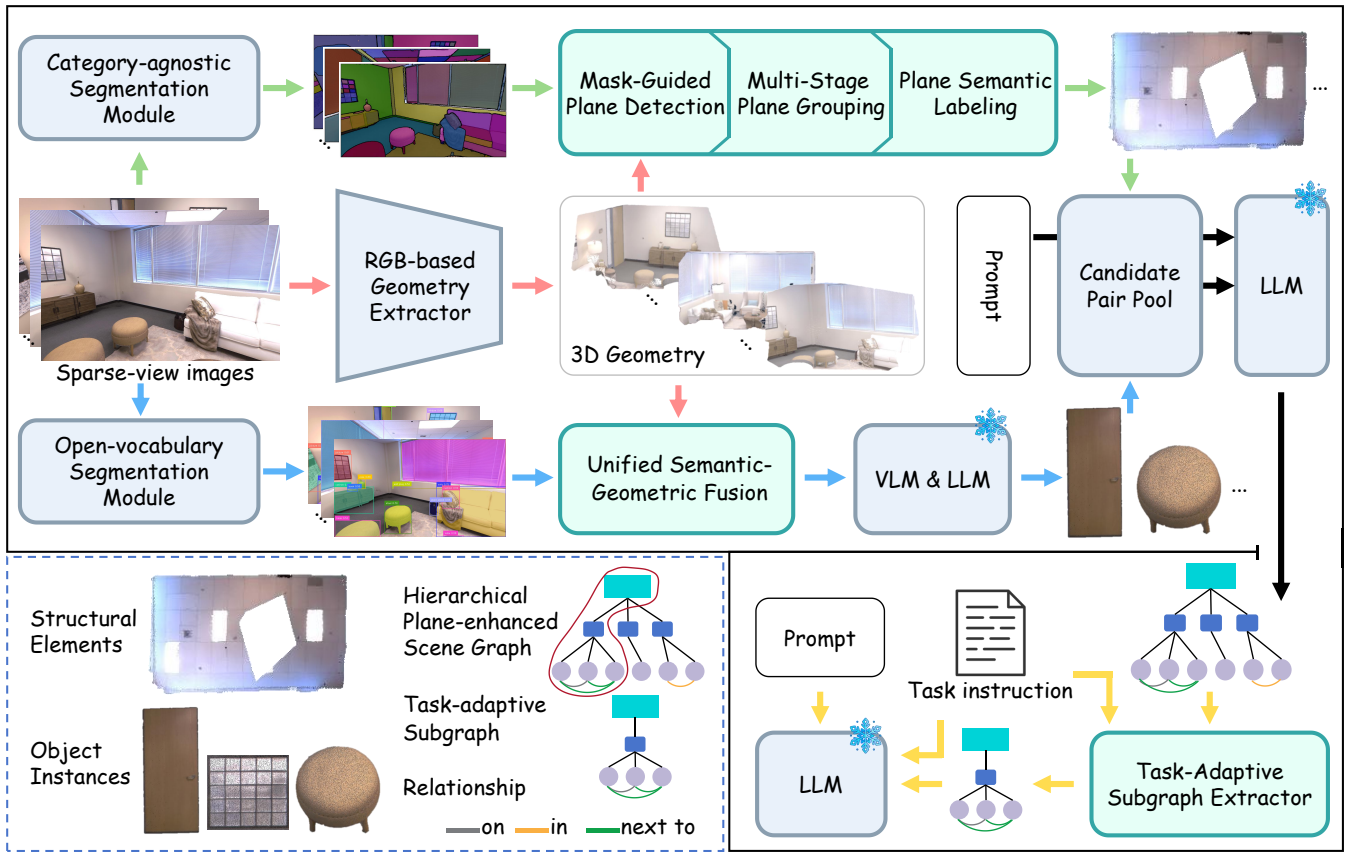 Category-agnostic
Segmentation
Module
Mask-Guided
Plane Detection
Multi-Stage
Plane Grouping
Plane Semantic
Labeling
...
Sparse-view images
RGB-based
Geometry
Extractor
3D Geometry
Prompt
Candidate
Pair Pool
LLM
Open-vocabulary
Segmentation
Module
Unified Semantic-
Geometric Fusion
VLM & LLM
...
Structural
Elements
Object
Instances
Hierarchical
Plane-enhanced
Scene Graph
Task-adaptive
Subgraph
Relationship
on in next to
Prompt
Task instruction
LLM
Task-Adaptive
Subgraph Extractor